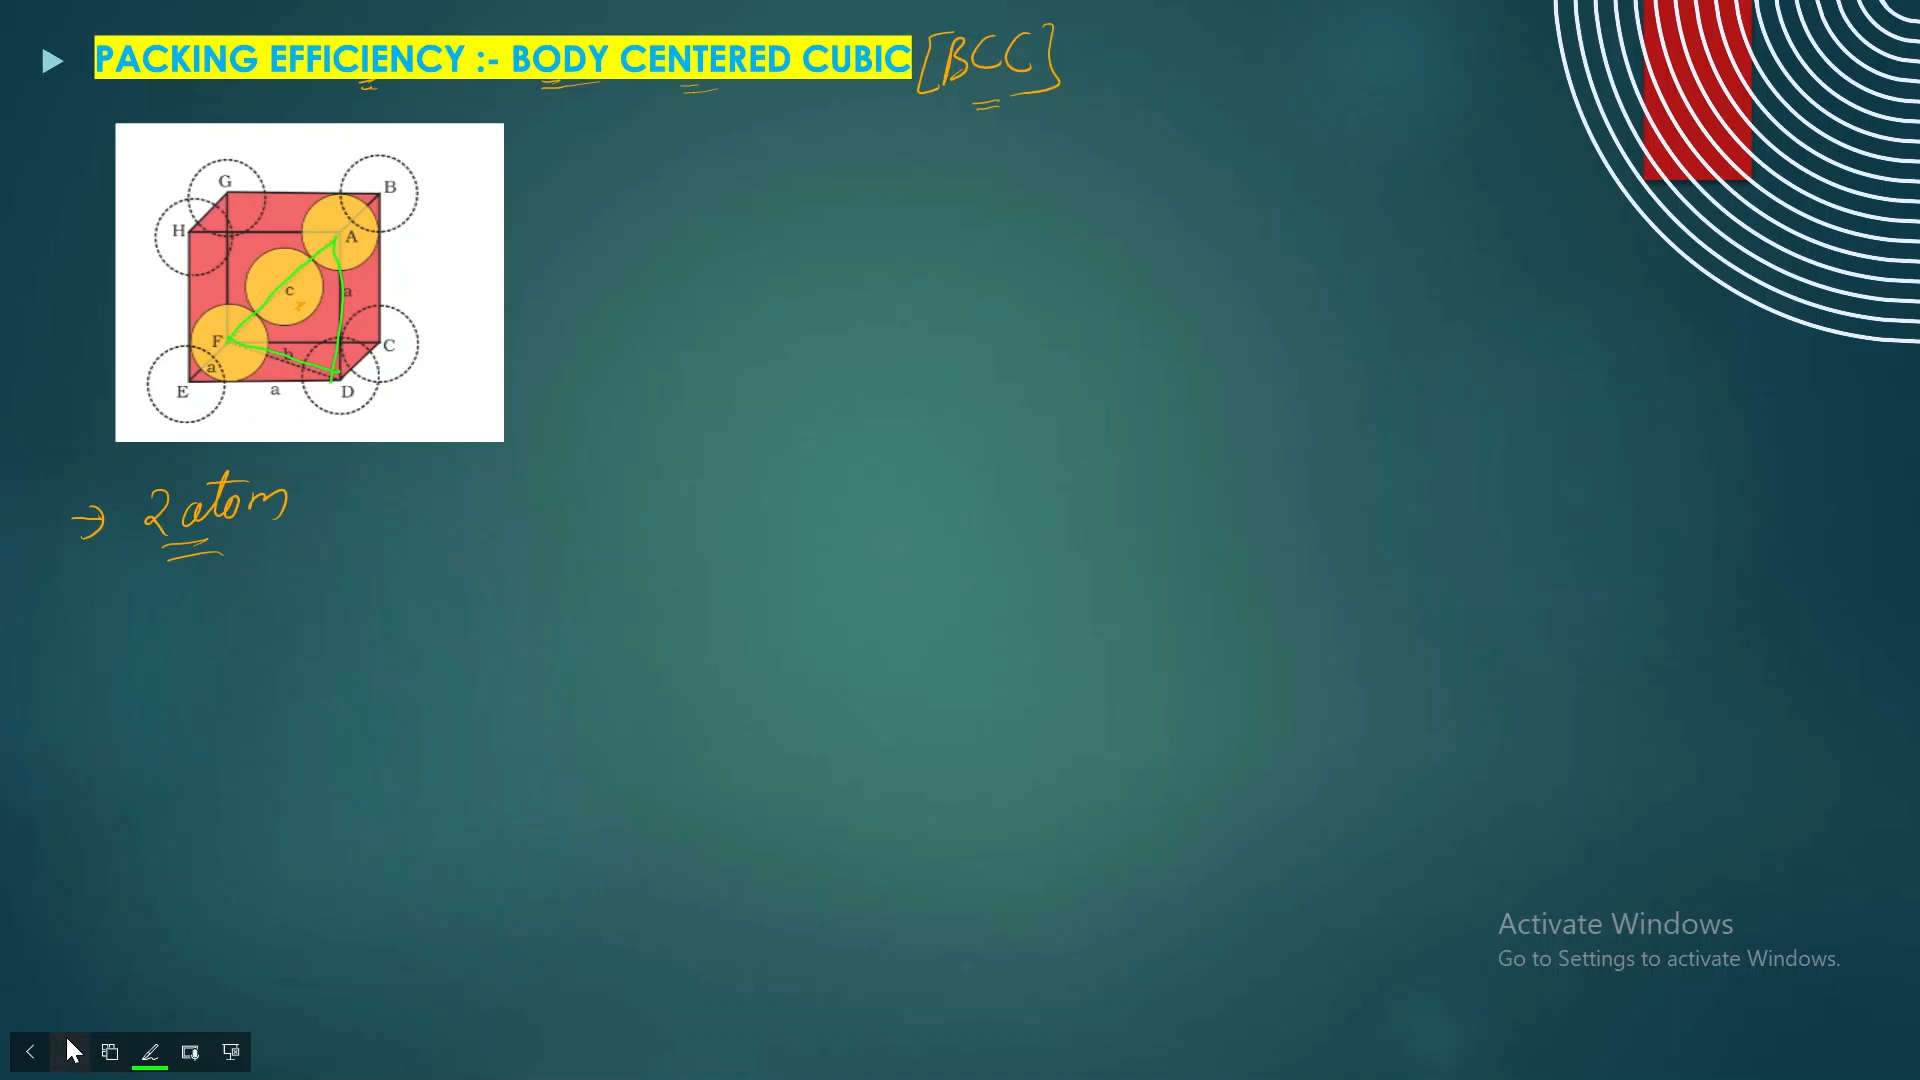 PACKING EFFICIENCY :- BODY CENTERED CUBIC [BCC]
G
B
H
A
c
a
F
b
C
a
E
a
D
→ 2 atom
Activate Windows
Go to Settings to activate Windows.